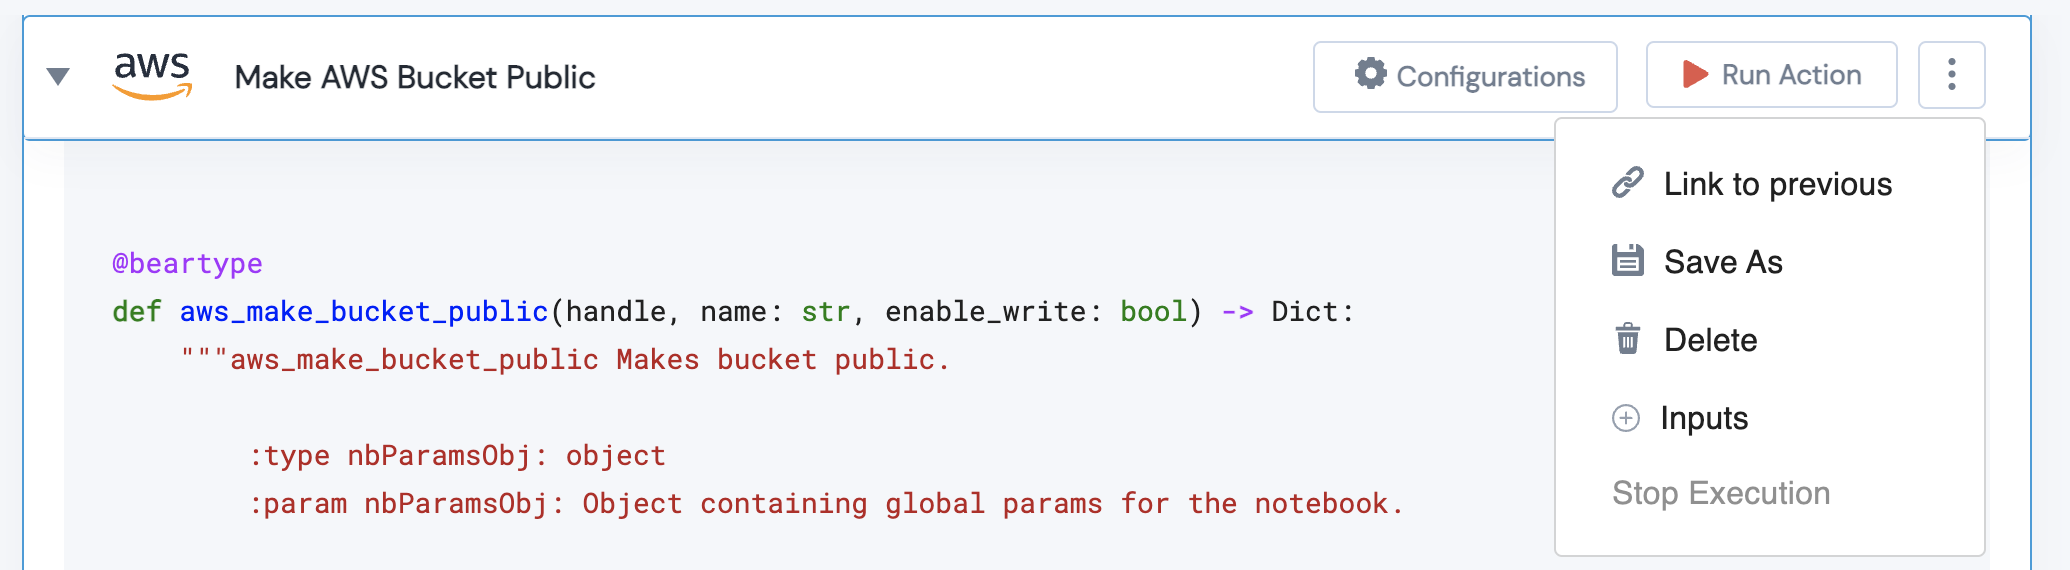 aws
Make AWS Bucket Public
Configurations
Run Action
Link to previous
Save As
Delete
Inputs
Stop Execution
@beartype
def aws_make_bucket_public(handle, name: str, enable_write: bool) -> Dict:
"""aws_make_bucket_public Makes bucket public.
:type nbParamsObj: object
:param nbParamsObj: Object containing global params for the notebook.